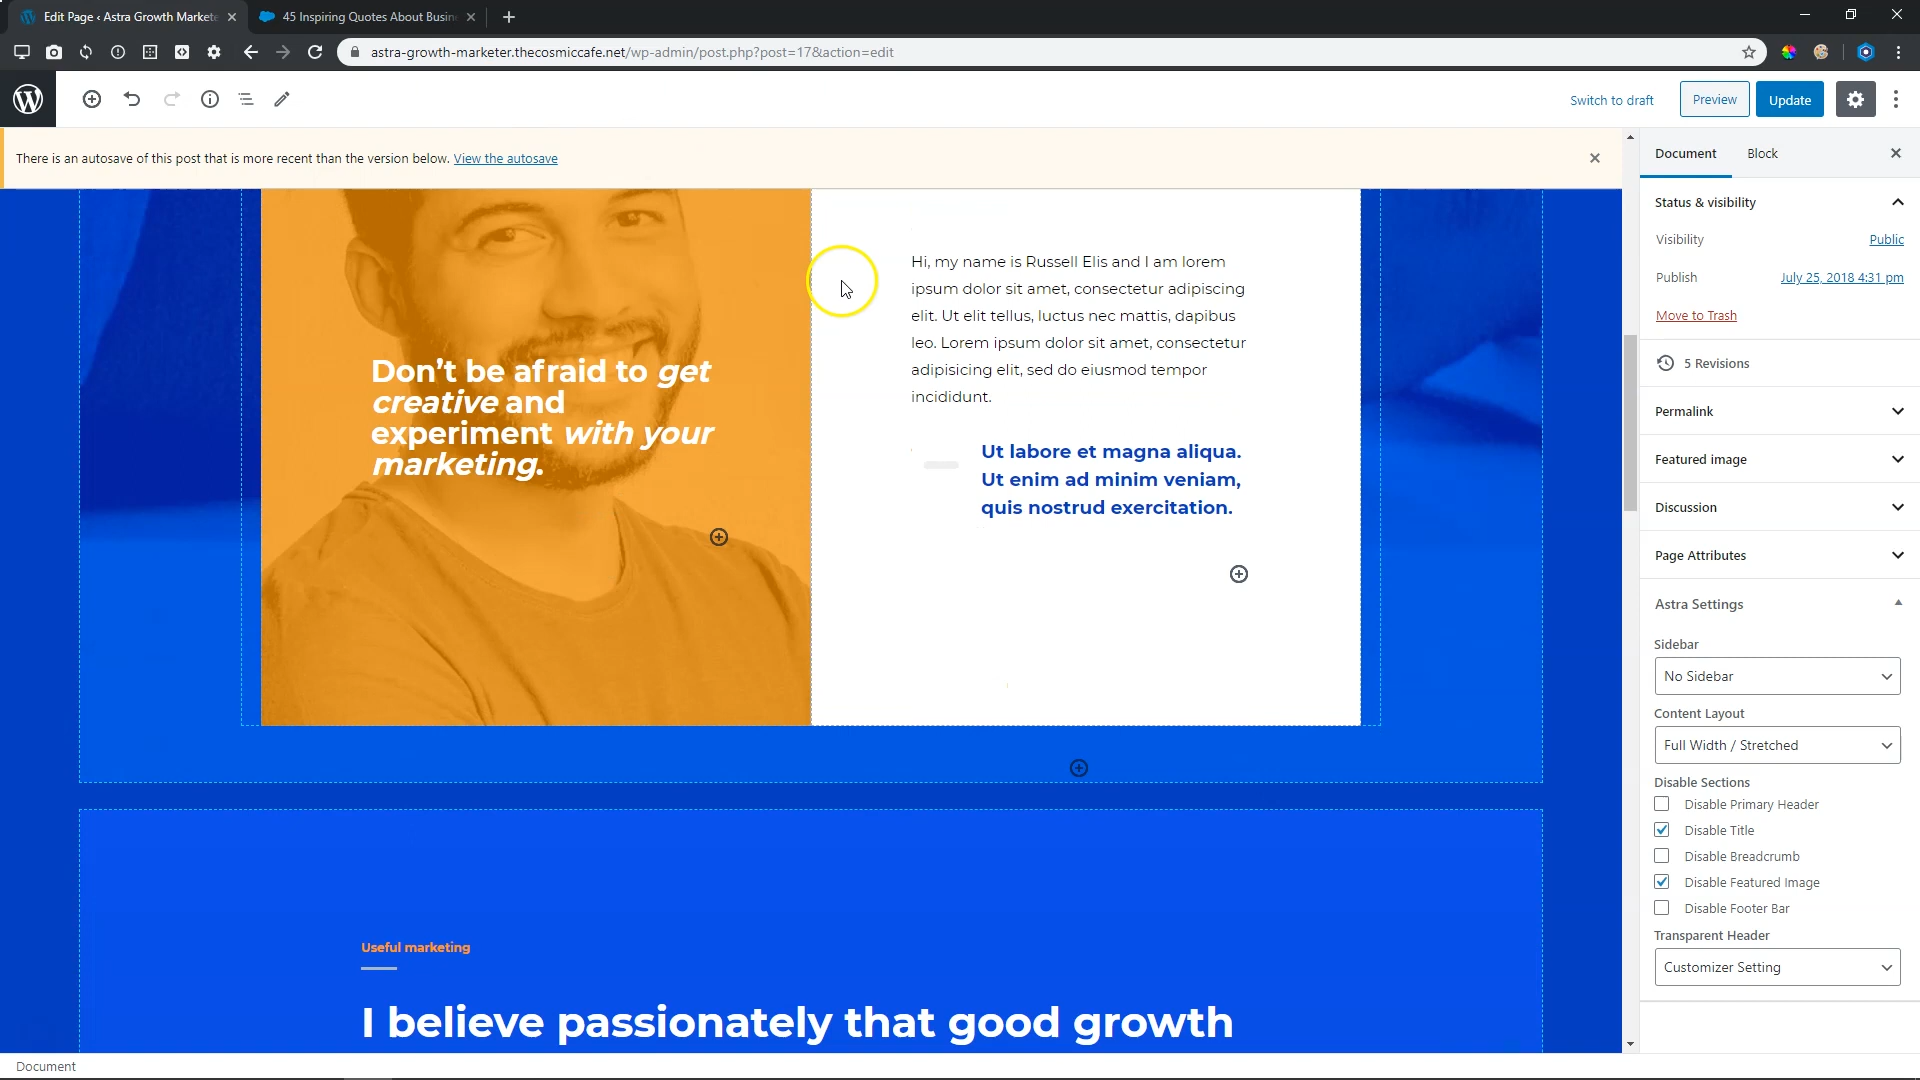 Edit Page ‹ Astra Growth Markete
45 Inspiring Quotes About Busin
astra-growth-marketer.thecosmiccafe.net/wp-admin/post.php?post=17&action=edit
Switch to draft
Preview
Update
There is an autosave of this post that is more recent than the version below. View the autosave
Document
Block
Status & visibility
Visibility
Public
Publish
July 25, 2018 4:31 pm
Move to Trash
5 Revisions
Permalink
Featured image
Discussion
Page Attributes
Astra Settings
Sidebar
No Sidebar
Content Layout
Full Width / Stretched
Disable Sections
Disable Primary Header
Disable Title
Disable Breadcrumb
Disable Featured Image
Disable Footer Bar
Transparent Header
Customizer Setting
Don’t be afraid to get
creative and
experiment with your
marketing.
Hi, my name is Russell Elis and I am lorem
ipsum dolor sit amet, consectetur adipiscing
elit. Ut elit tellus, luctus nec mattis, dapibus
leo. Lorem ipsum dolor sit amet, consectetur
adipisicing elit, sed do eiusmod tempor
incididunt.
Ut labore et magna aliqua.
Ut enim ad minim veniam,
quis nostrud exercitation.
Useful marketing
I believe passionately that good growth
Document